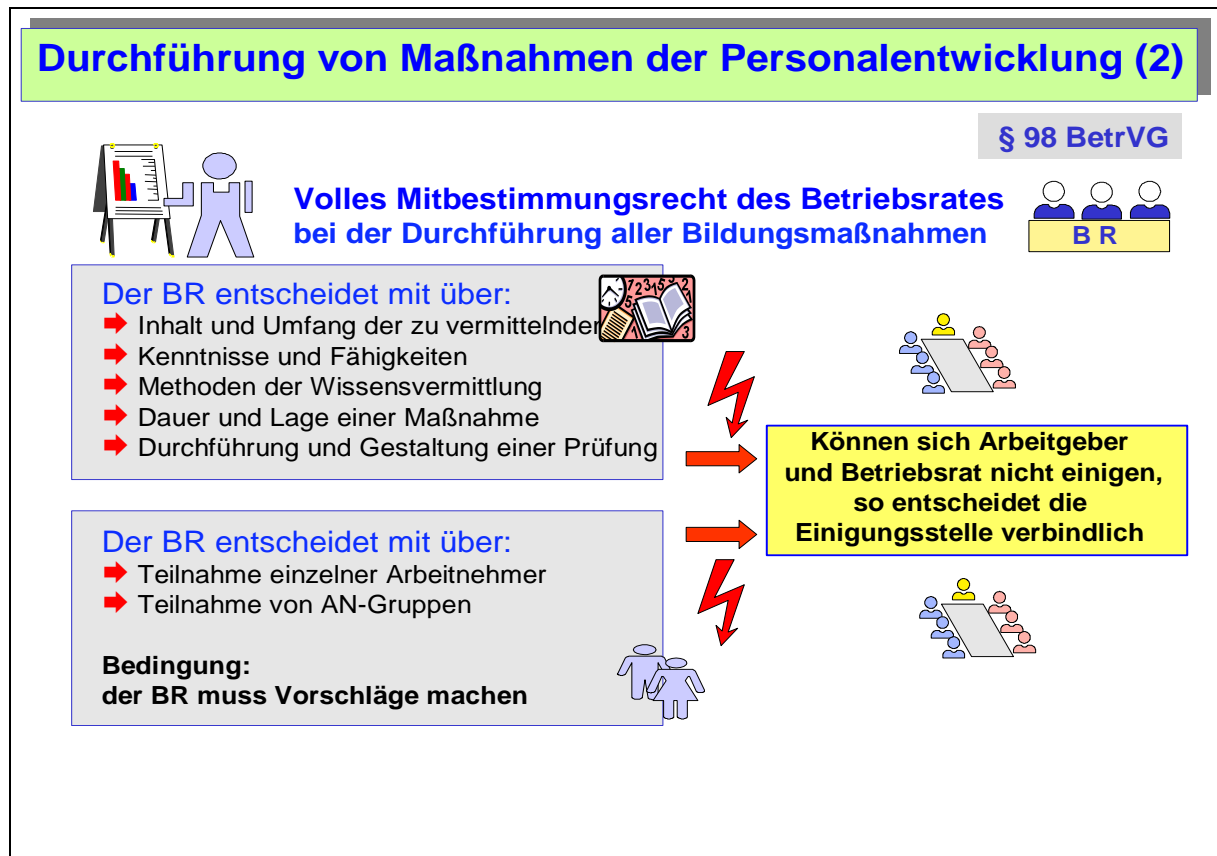 Durchführung von Maßnahmen der Personalentwicklung (2)
§ 98 BetrVG
Volles Mitbestimmungsrecht des Betriebsrates
bei der Durchführung aller Bildungsmaßnahmen
B R
Der BR entscheidet mit über:
Inhalt und Umfang der zu vermittelnder
Kenntnisse und Fähigkeiten
Methoden der Wissensvermittlung
Dauer und Lage einer Maßnahme
Durchführung und Gestaltung einer Prüfung
Können sich Arbeitgeber
und Betriebsrat nicht einigen,
so entscheidet die
Einigungsstelle verbindlich
Der BR entscheidet mit über:
Teilnahme einzelner Arbeitnehmer
Teilnahme von AN-Gruppen
Bedingung:
der BR muss Vorschläge machen